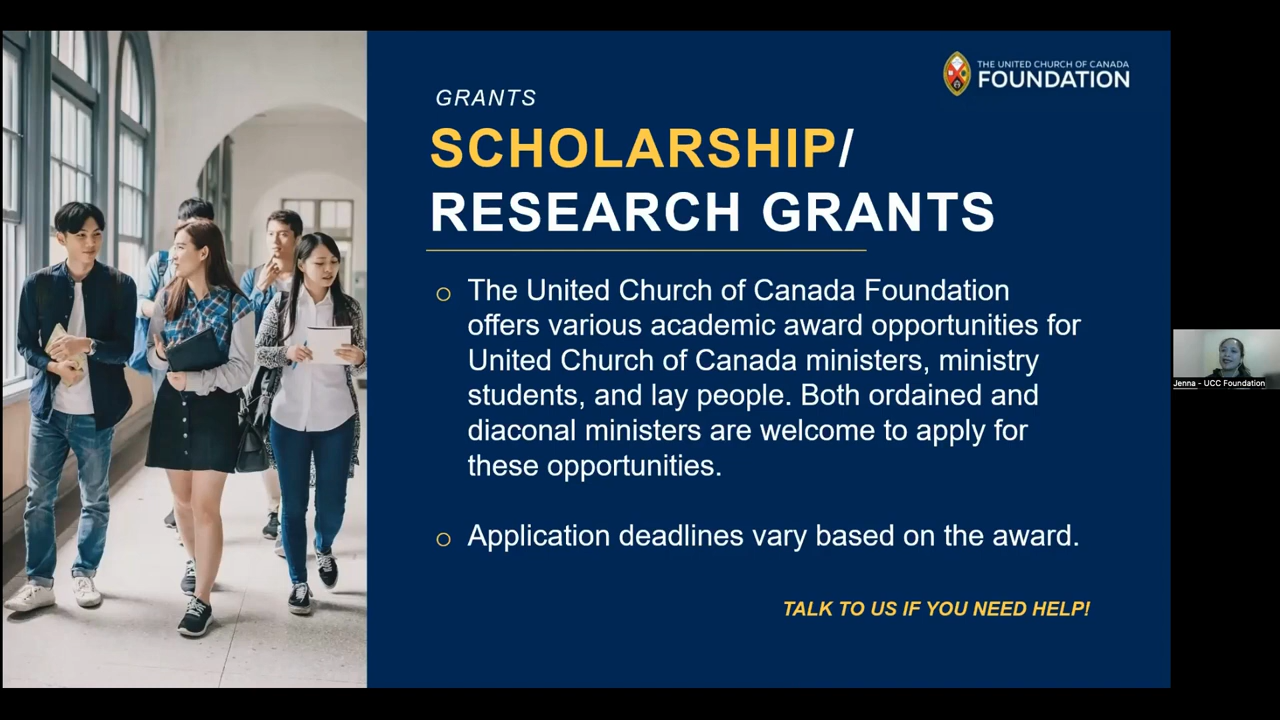 THE UNITED CHURCH OF CANADA
FOUNDATION
GRANTS
SCHOLARSHIP/
RESEARCH GRANTS
o The United Church of Canada Foundation
offers various academic award opportunities for
United Church of Canada ministers, ministry
students, and lay people. Both ordained and
diaconal ministers are welcome to apply for
these opportunities.
o Application deadlines vary based on the award.
TALK TO US IF YOU NEED HELP!
Jenna - UCC Foundation